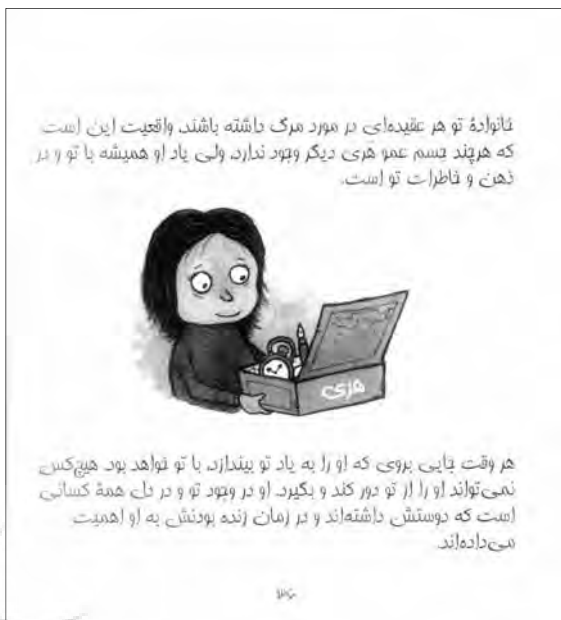 خانوادهٔ تو هر عقیده‌ای در مورد مرگ داشته باشند، واقعیت این است
که هرچند جسم عمو هَری دیگر وجود ندارد، ولی یاد او همیشه با تو و در
ذهن و خاطرات تو است.
هَری
هر وقت جایی بروی که او را به یاد تو بیندازد، با تو خواهد بود. هیچ‌کس
نمی‌تواند او را از تو دور کند و بگیرد. او در وجود تو و در دل همهٔ کسانی
است که دوستش داشته‌اند و در زمان زنده بودنش به او اهمیت
می‌داده‌اند.